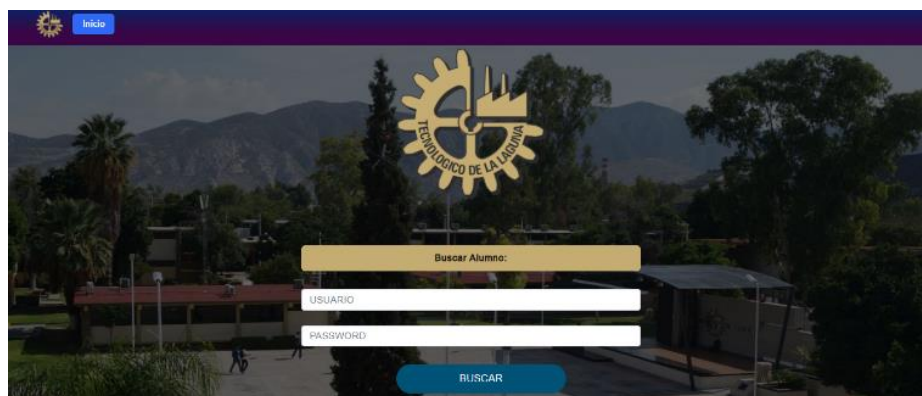 Inicio
TECNOLOGICO DE LA LAGUNA
Buscar Alumno:
USUARIO
PASSWORD
BUSCAR